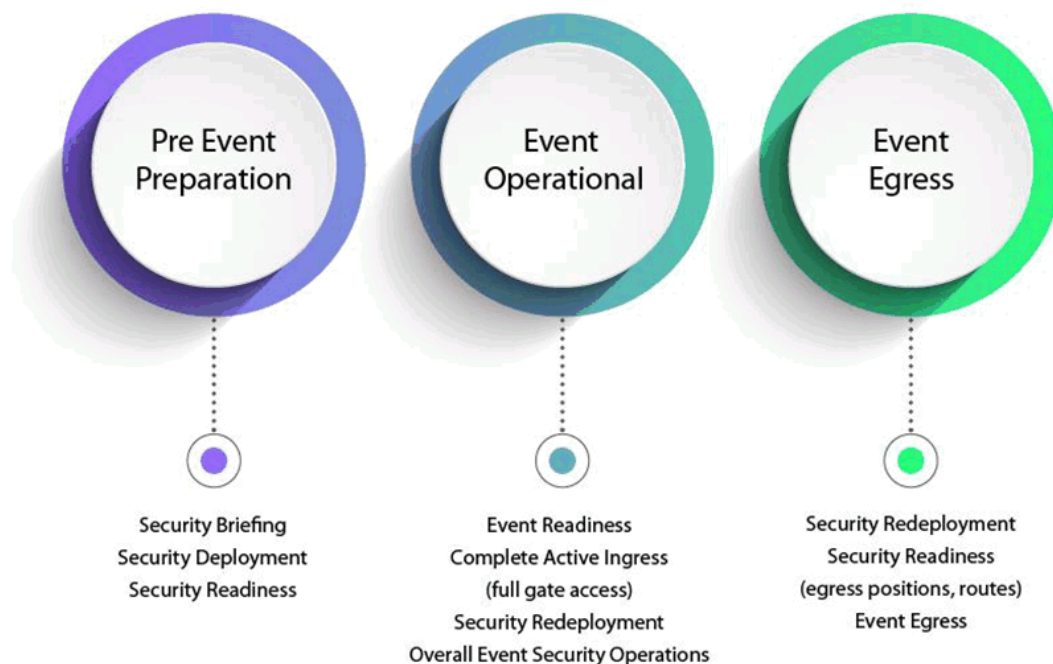 Pre Event
Preparation
Security Briefing
Security Deployment
Security Readiness
Event
Operational
Event Readiness
Complete Active Ingress
(full gate access)
Security Redeployment
Overall Event Security Operations
Event
Egress
Security Redeployment
Security Readiness
(egress positions, routes)
Event Egress